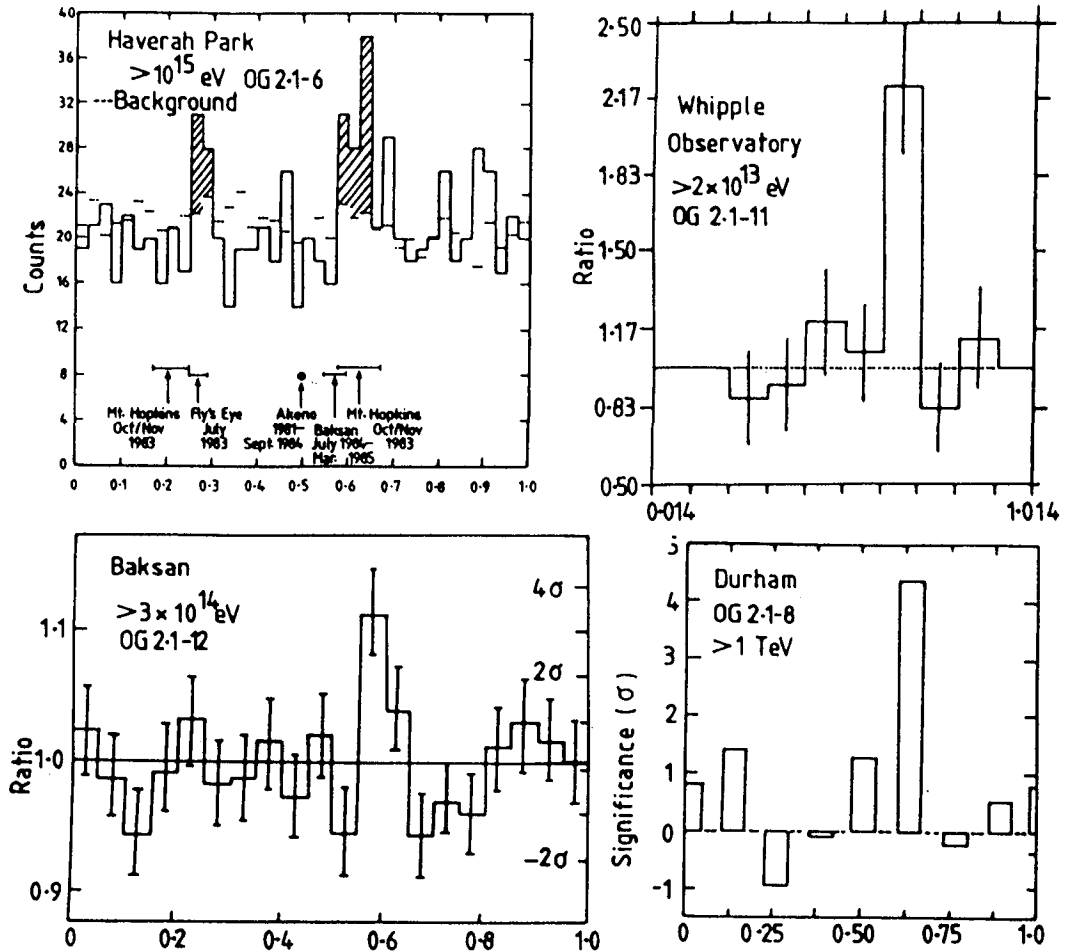 40
36
32
28
24
20
16
12
8
4
0
Counts
Haverah Park
>10¹⁵ eV OG 2·1-6
---Background
Mt. Hopkins
Oct/Nov
1983
Fly's Eye
July
1983
Akeno
1981–
Sept 1984
Baksan
July 1984–
Mar. 1985
Mt. Hopkins
Oct/Nov
1983
0 0·1 0·2 0·3 0·4 0·5 0·6 0·7 0·8 0·9 1·0
2·50
2·17
1·83
1·50
1·17
0·83
0·50
Ratio
Whipple
Observatory
>2×10¹³ eV
OG 2·1-11
0·014 1·014
1·1
1·0
0·9
Ratio
Baksan
>3 × 10¹⁴ eV
OG 2·1-12
4σ
2σ
-2σ
0 0·2 0·4 0·6 0·8 1·0
5
4
3
2
1
0
-1
Significance (σ)
Durham
OG 2·1-8
>1 TeV
0 0·25 0·50 0·75 1·0